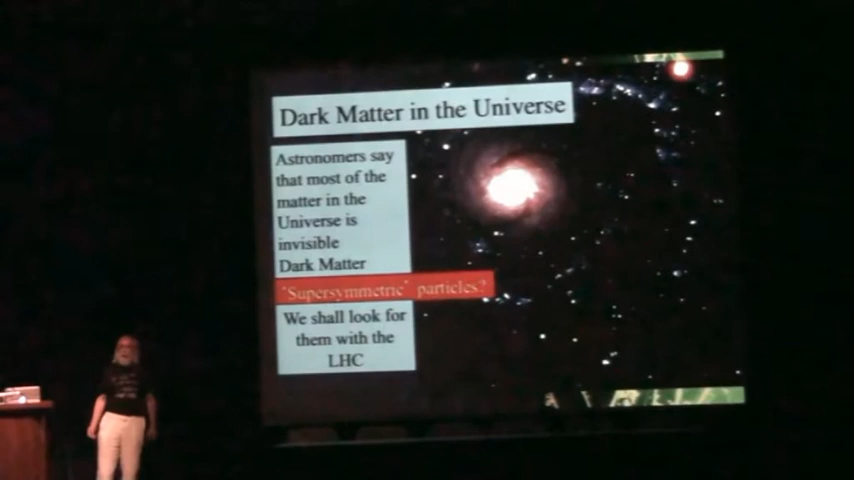 Dark Matter in the Universe
Astronomers say
that most of the
matter in the
Universe is
invisible
Dark Matter
"Supersymmetric" particles?
We shall look for
them with the
LHC